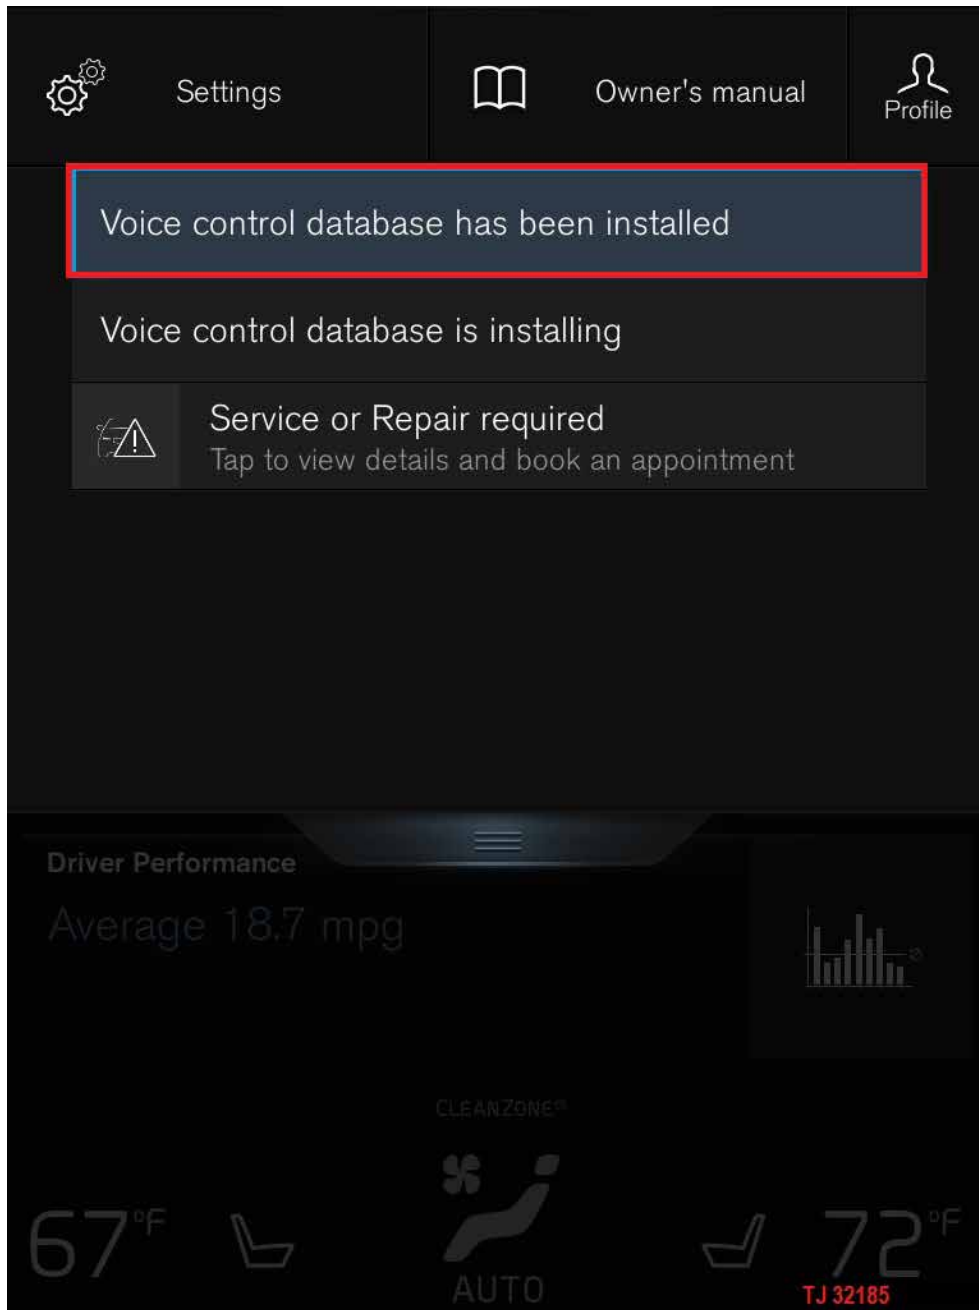 Settings
Owner's manual
Profile
Voice control database has been installed
Voice control database is installing
Service or Repair required
Tap to view details and book an appointment
Driver Performance
Average 18.7 mpg
CLEANZONE
67°F
72°F
AUTO
TJ 32185